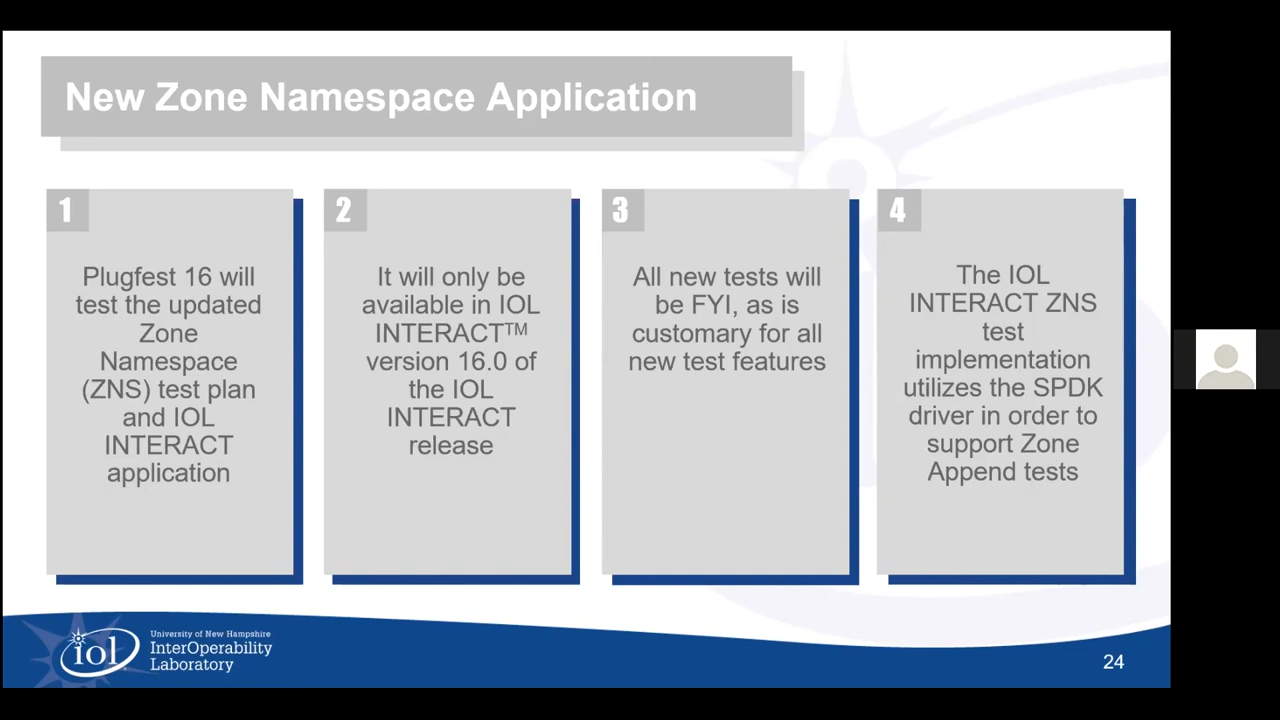 New Zone Namespace Application
1
Plugfest 16 will
test the updated
Zone
Namespace
(ZNS) test plan
and IOL
INTERACT
application
2
It will only be
available in IOL
INTERACT™
version 16.0 of
the IOL
INTERACT
release
3
All new tests will
be FYI, as is
customary for all
new test features
4
The IOL
INTERACT ZNS
test
implementation
utilizes the SPDK
driver in order to
support Zone
Append tests
iol
University of New Hampshire
InterOperability
Laboratory
24